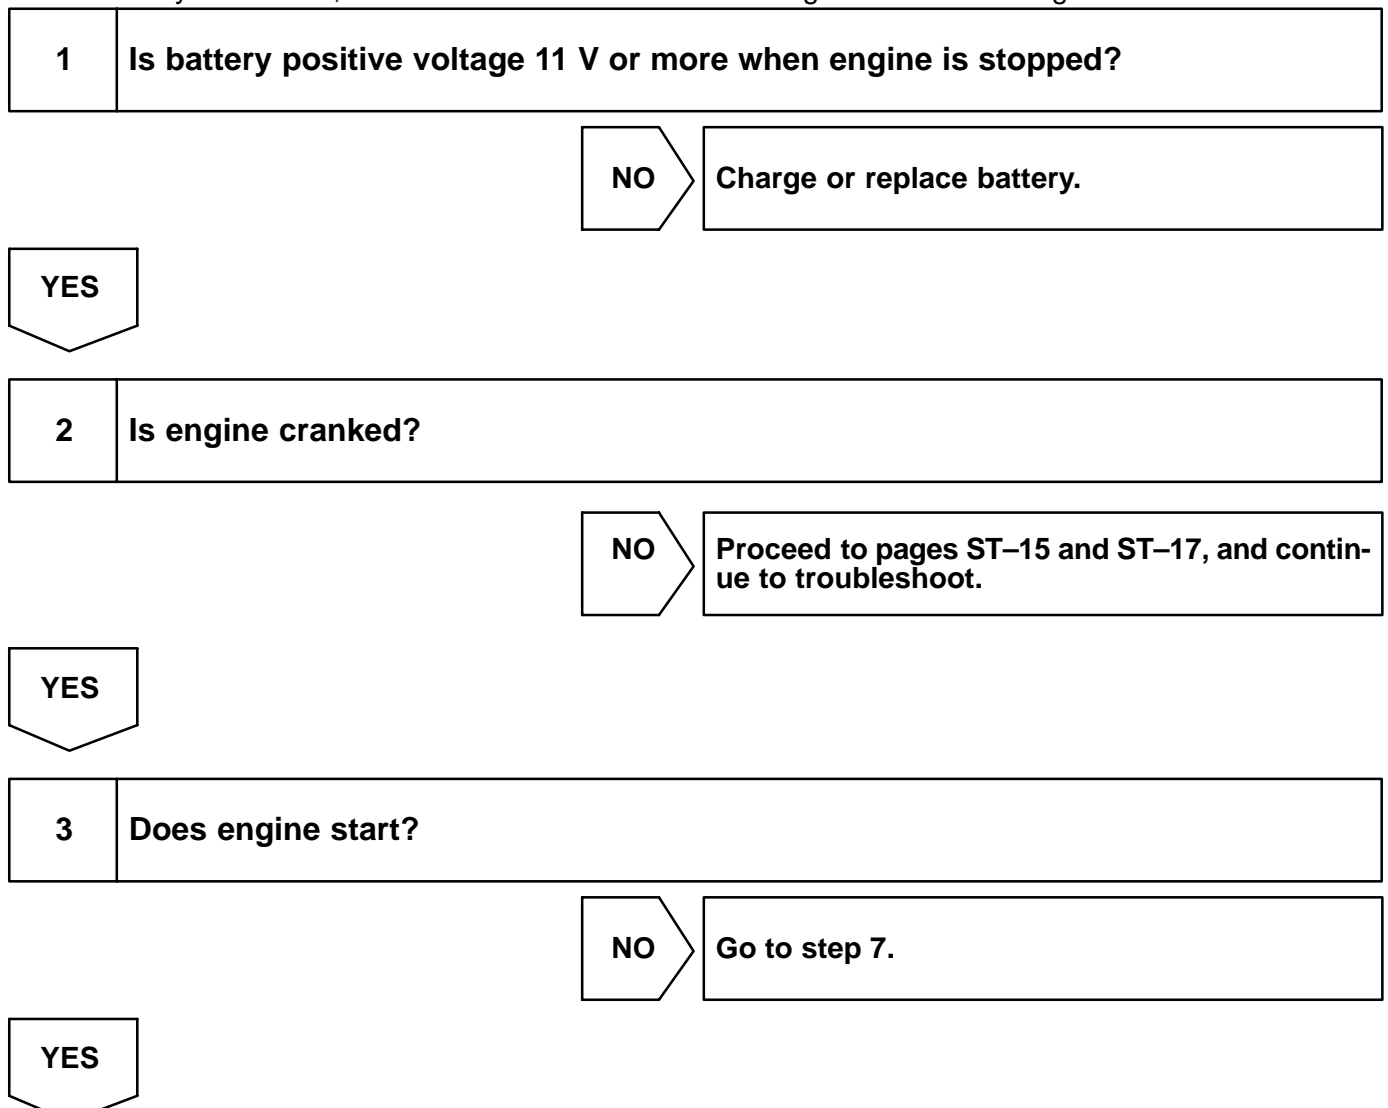 1 Is battery positive voltage 11 V or more when engine is stopped?
NO Charge or replace battery.
YES
2 Is engine cranked?
NO Proceed to pages ST–15 and ST–17, and contin-
ue to troubleshoot.
YES
3 Does engine start?
NO Go to step 7.
YES